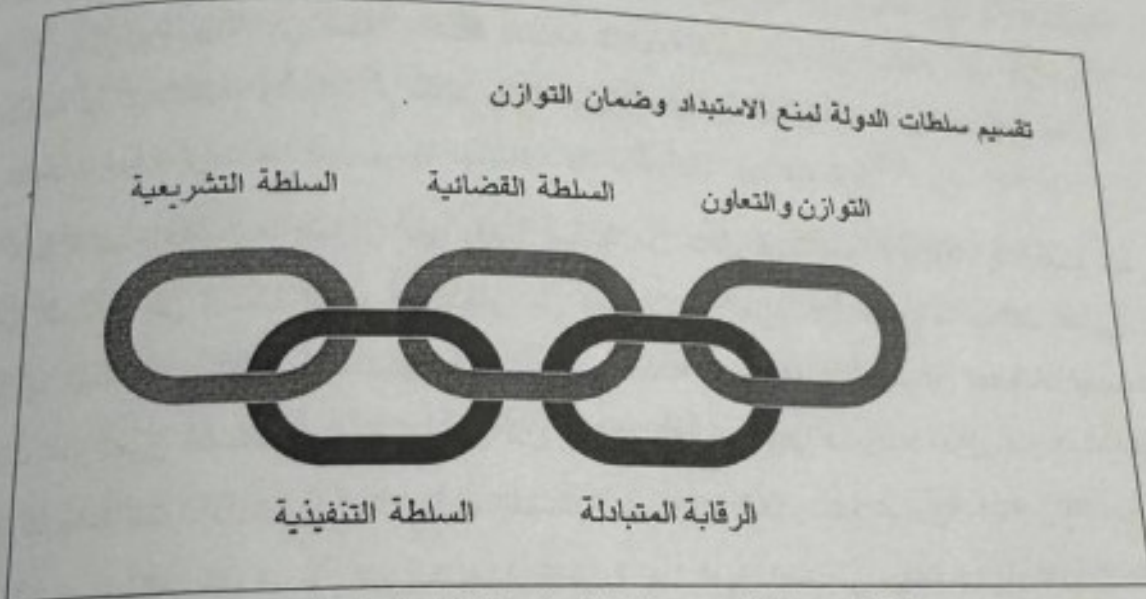 تقسيم سلطات الدولة لمنع الاستبداد وضمان التوازن
التوازن والتعاون
السلطة القضائية
السلطة التشريعية
الرقابة المتبادلة
السلطة التنفيذية